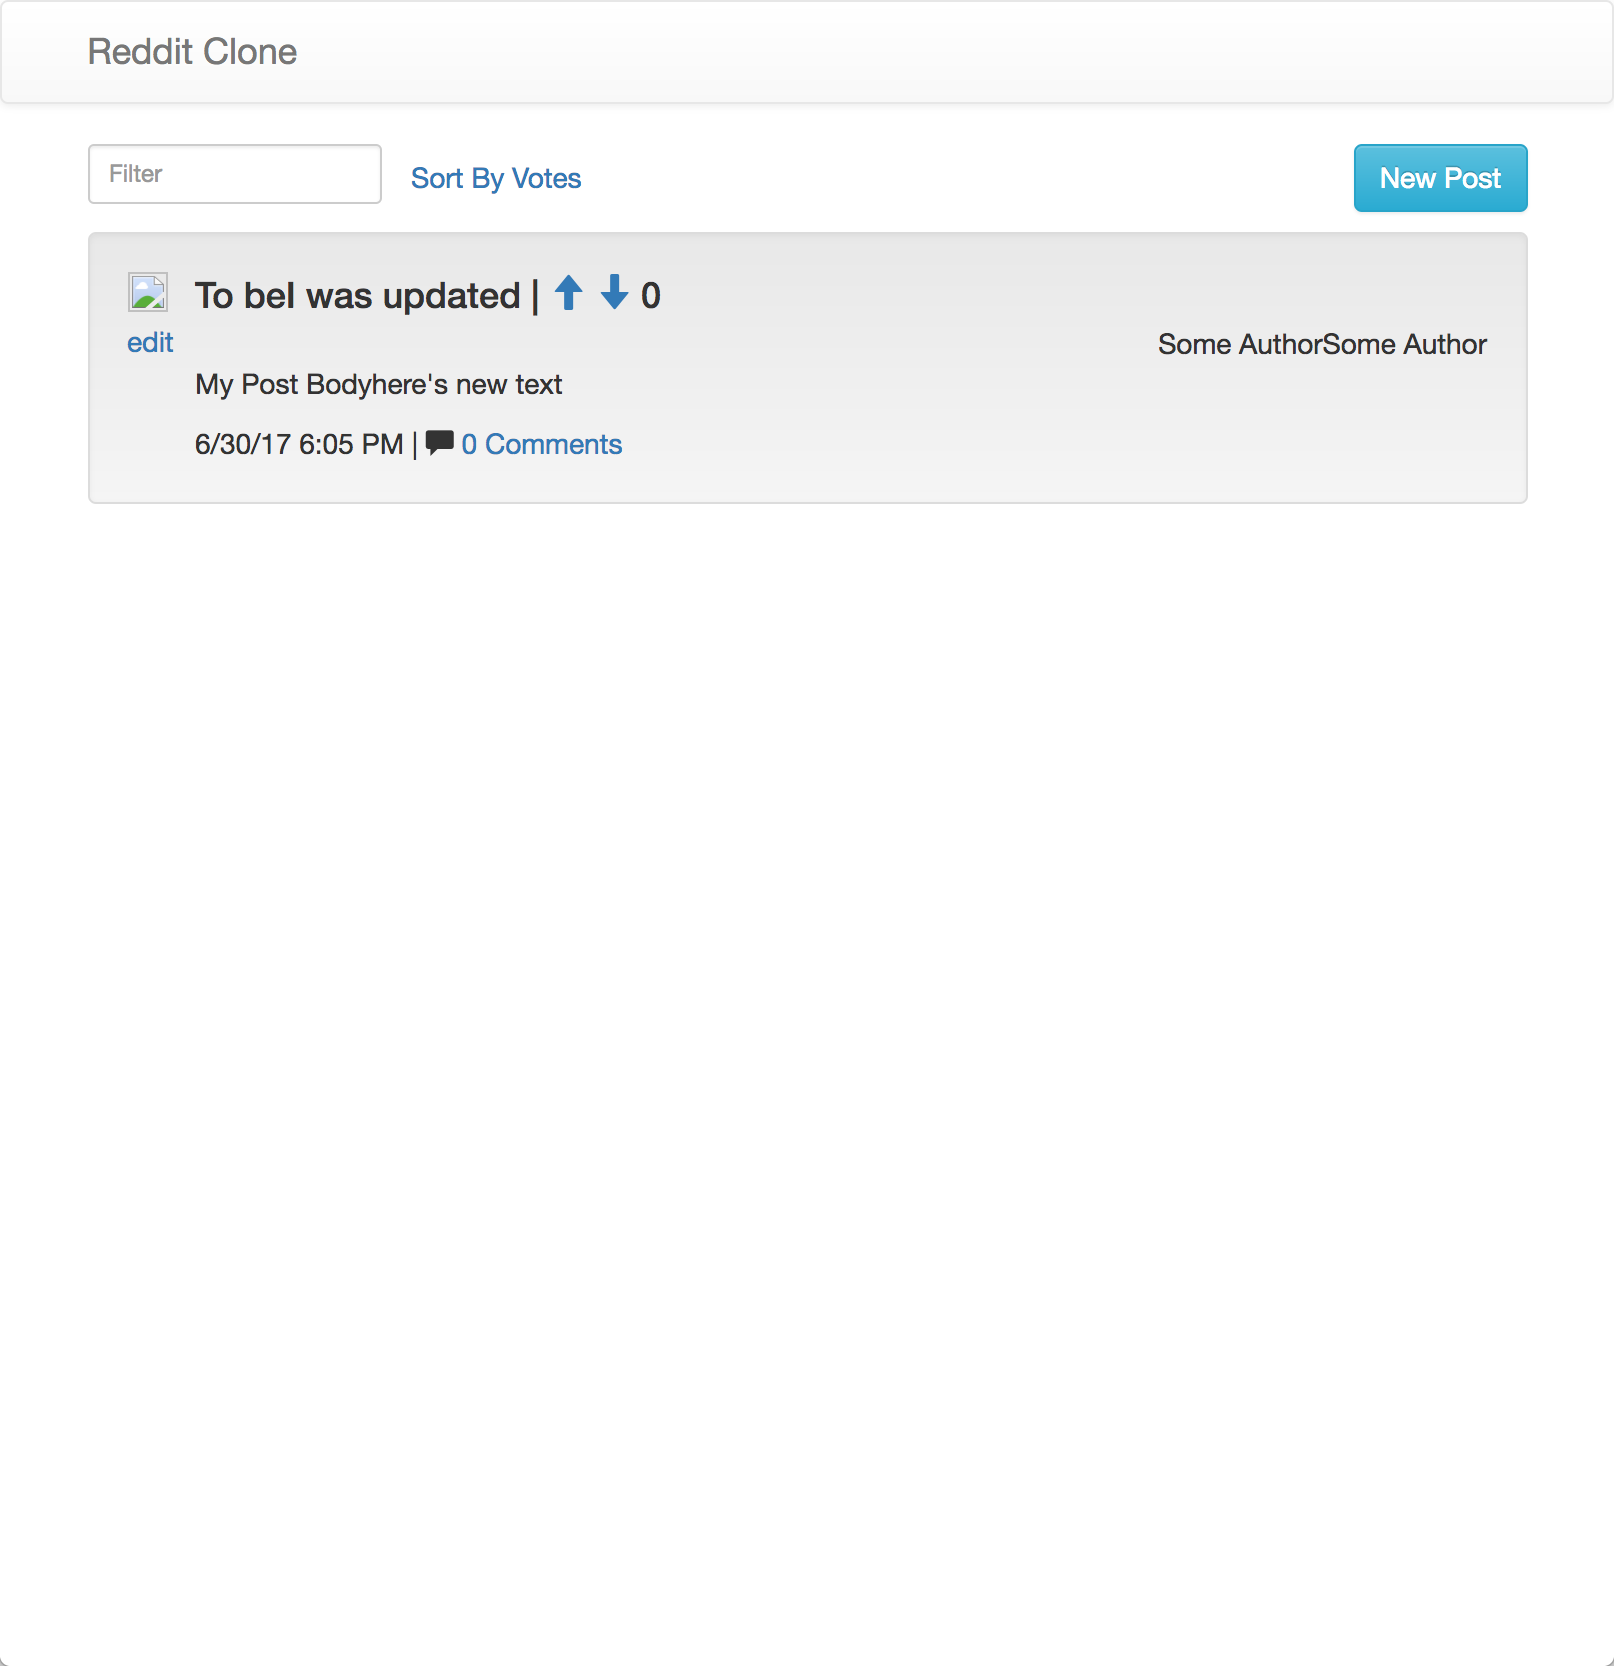 Reddit Clone
Filter
Sort By Votes
New Post
To bel was updated | 0
edit
Some AuthorSome Author
My Post Bodyhere's new text
6/30/17 6:05 PM | 0 Comments